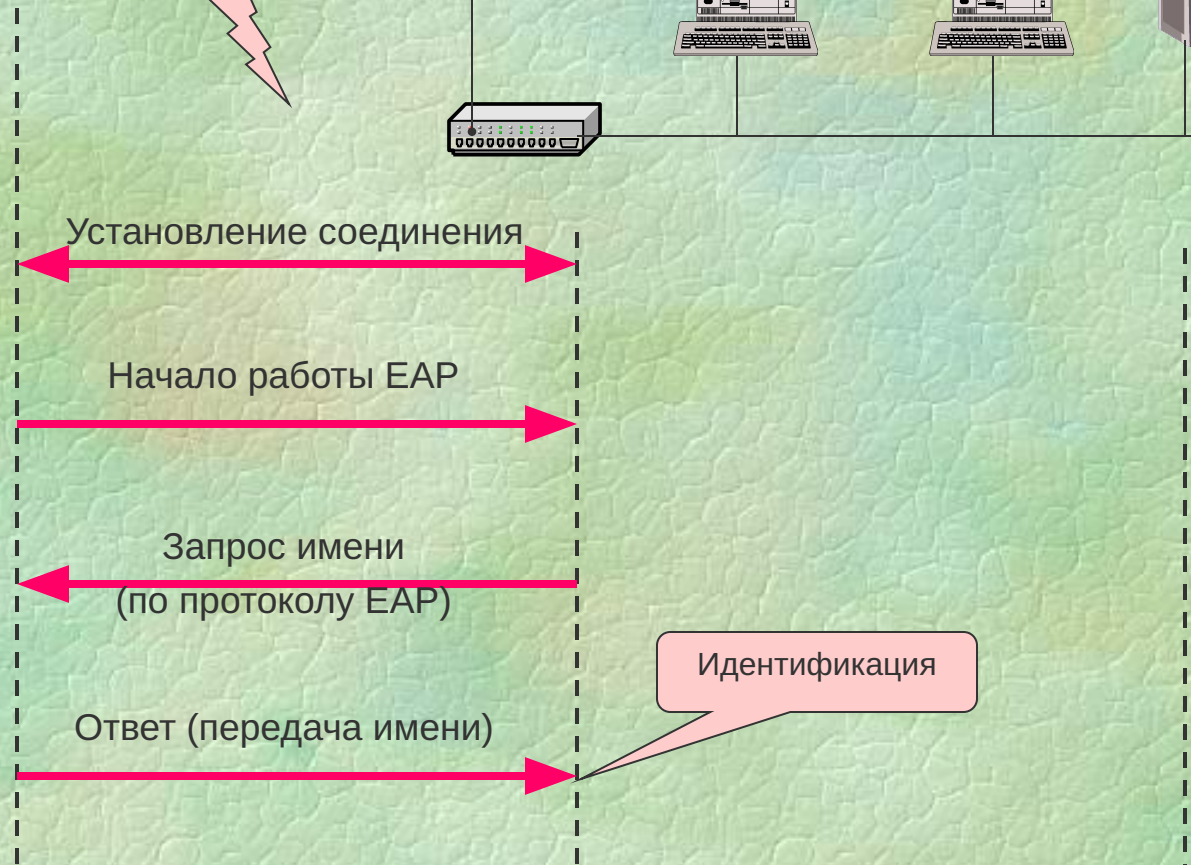 Установление соединения
Начало работы EAP
Запрос имени
(по протоколу EAP)
Идентификация
Ответ (передача имени)